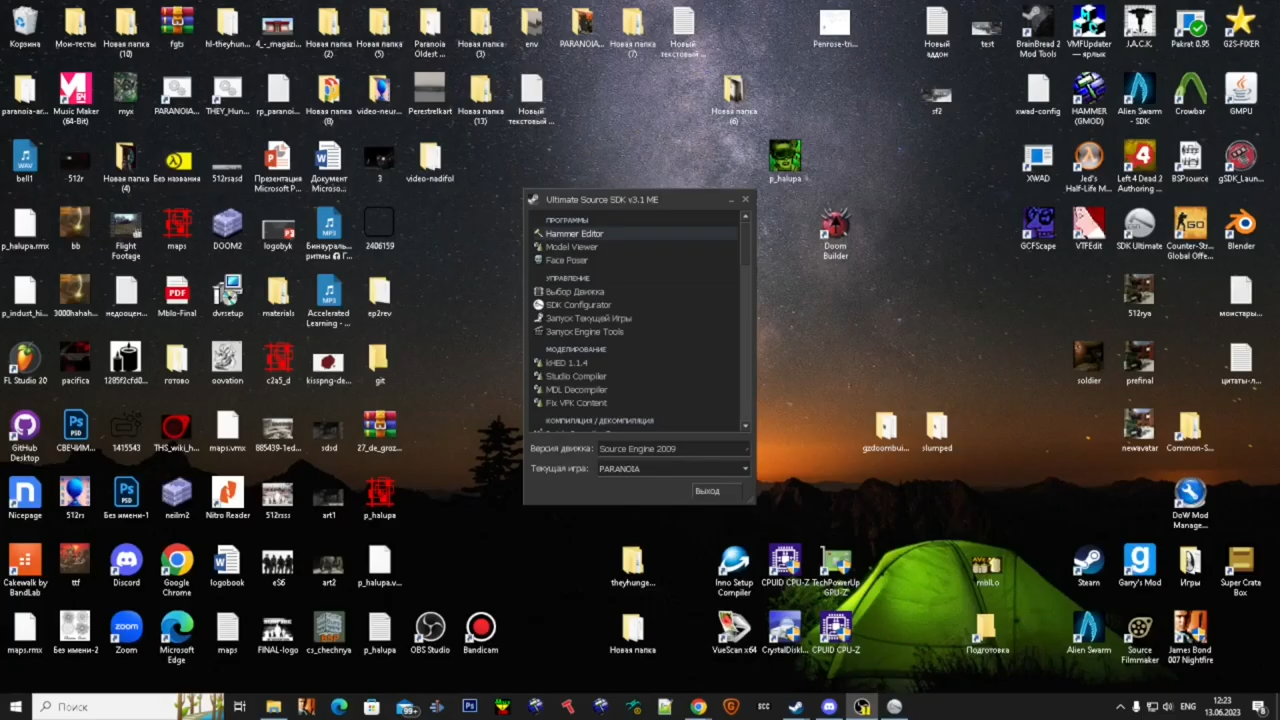 Корзина
Мои-тесты
Новая папка (10)
fgts
hl-theyhun...
4_-_magazi...
Новая папка (2)
Новая папка (5)
Paranoia Oldest ...
Новая папка (3)
env
PARANOIA...
Новая папка (7)
Новый текстовый ...
Penrose-tri...
Новый аддон
test
BrainBread 2 Mod Tools
VMFUpdater — ярлык
J.A.C.K.
Pakrat 0.95
G2S-FIXER
paranoia-ar...
Music Maker (64-Bit)
myx
PARANOIA...
THEY_Hun...
rp_paranoi...
Новая папка (8)
video-neur...
Perestrelkart
Новая папка (13)
Новый текстовый ...
Новая папка (6)
sf2
xwad-config
HAMMER (GMOD)
Alien Swarm - SDK
Crowbar
GMPU
bell1
512r
Новая папка (4)
Без названия
512rsasd
Презентация Microsoft P...
Документ Microso...
3
video-nadifol
p_halupa
XWAD
Jed's Half-Life M...
Left 4 Dead 2 Authoring ...
BSPsource
gSDK_Laun...
p_halupa.rmx
bb
Flight Footage
maps
DOOM2
logobyk
Бинаураль... ритмы 🎧 Г...
2406159
Doom Builder
GCFScape
VTFEdit
SDK Ultimate
Counter-Str... Global Offe...
Blender
p_indust_hi...
3000hahah...
недооцен...
Mblo-Final
dvrsetup
materials
Accelerated Learning - ...
ep2rev
512rya
монстары...
FL Studio 20
pacifica
1285f2cfd0...
готово
oovation
c2a5_d
kisspng-de...
git
soldier
prefinal
цитаты-л...
GitHub Desktop
СВЕЧИМ...
1415543
THS_wiki_h...
maps.vmx
885439-1ed...
sdsd
27_de_groz...
gzdoombui...
slumped
newavatar
Common-S...
Nicepage
512rs
Без имени-1
neilm2
Nitro Reader
512rsss
art1
p_halupa
DoW Mod Manage...
Cakewalk by BandLab
ttf
Discord
Google Chrome
logobook
eS6
art2
p_halupa.v...
theyhunge...
Inno Setup Compiler
CPUID CPU-Z
TechPowerUp GPU-Z
mblLo
Steam
Garry's Mod
Игры
Super Crate Box
maps.rmx
Без имени-2
Zoom
Microsoft Edge
maps
FINAL-logo
cs_chechnya
p_halupa
OBS Studio
Bandicam
Новая папка
VueScan x64
CrystalDiskI...
CPUID CPU-Z
Подготовка
Alien Swarm
Source Filmmaker
James Bond 007 Nightfire
Ultimate Source SDK v3.1 ME
ПРОГРАММЫ
Hammer Editor
Model Viewer
Face Poser
УПРАВЛЕНИЕ
Выбор Движка
SDK Configurator
Запуск Текущей Игры
Запуск Engine Tools
МОДЕЛИРОВАНИЕ
kHED 1.1.4
Studio Compiler
MDL Decompiler
Fix VPK Content
КОМПИЛЯЦИЯ / ДЕКОМПИЛЯЦИЯ
Версия движка: Source Engine 2009
Текущая игра: PARANOIA
Выход
Поиск
99+
ENG
12:23
13.06.2023
8